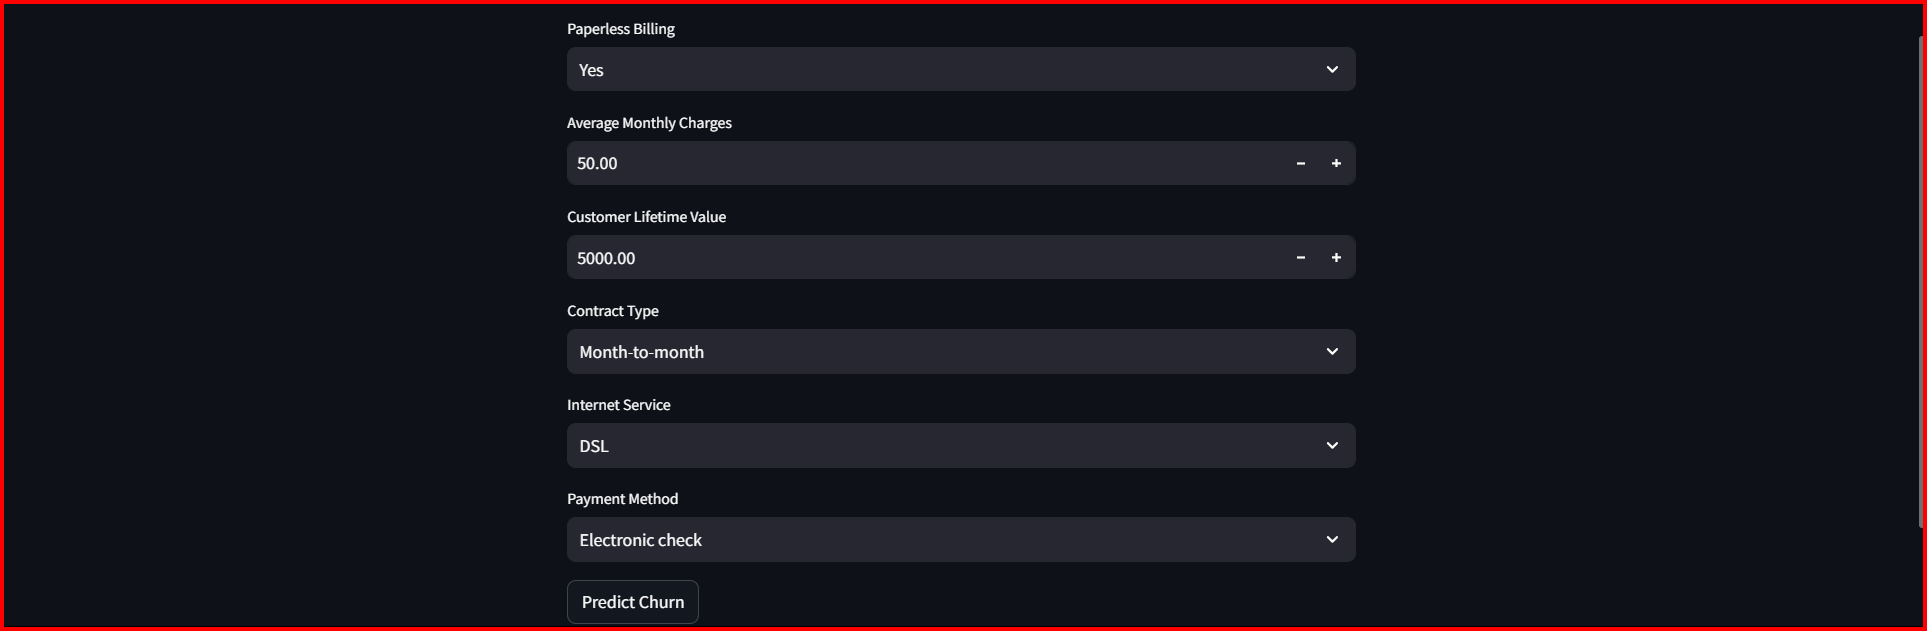 Paperless Billing
Yes
Average Monthly Charges
50.00
Customer Lifetime Value
5000.00
Contract Type
Month-to-month
Internet Service
DSL
Payment Method
Electronic check
Predict Churn